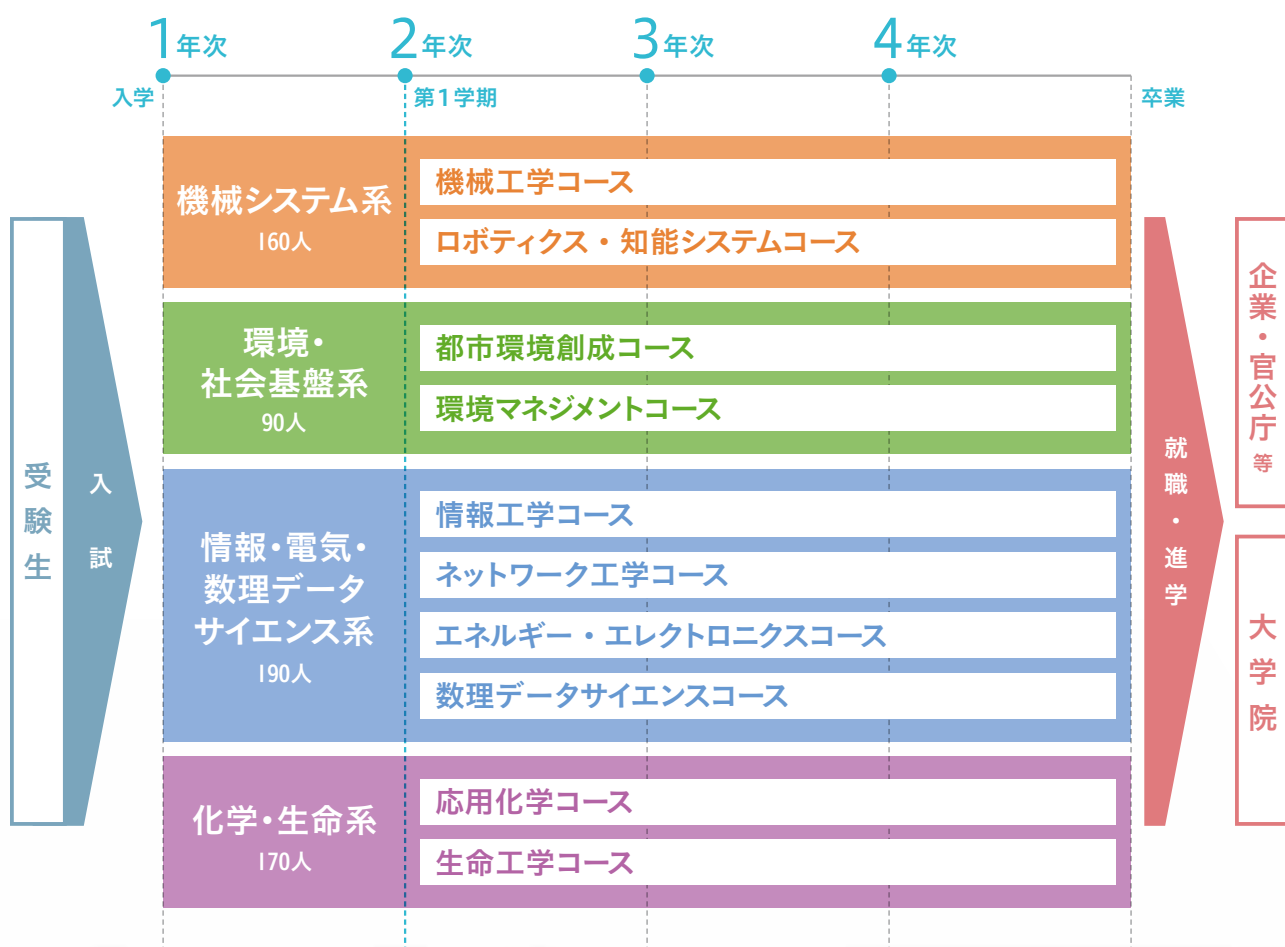 1年次
2年次
3年次
4年次
入学
第1学期
卒業
受験生
入試
機械システム系
160人
機械工学コース
ロボティクス・知能システムコース
環境・
社会基盤系
90人
都市環境創成コース
環境マネジメントコース
情報・電気・
数理データ
サイエンス系
190人
情報工学コース
ネットワーク工学コース
エネルギー・エレクトロニクスコース
数理データサイエンスコース
化学・生命系
170人
応用化学コース
生命工学コース
就職・進学
企業・官公庁等
大学院